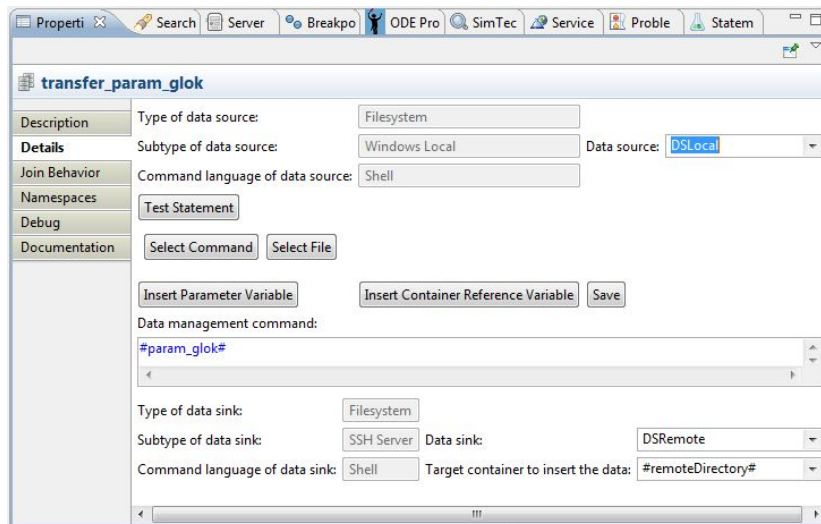 Properti Search Server Breakpo ODE Pro SimTec Service Proble Statem
transfer_param_glok
Description
Details
Join Behavior
Namespaces
Debug
Documentation
Type of data source: Filesystem
Subtype of data source: Windows Local Data source: DSLocal
Command language of data source: Shell
Test Statement
Select Command Select File
Insert Parameter Variable Insert Container Reference Variable Save
Data management command:
#param_glok#
Type of data sink: Filesystem
Subtype of data sink: SSH Server Data sink: DSRemote
Command language of data sink: Shell Target container to insert the data: #remoteDirectory#